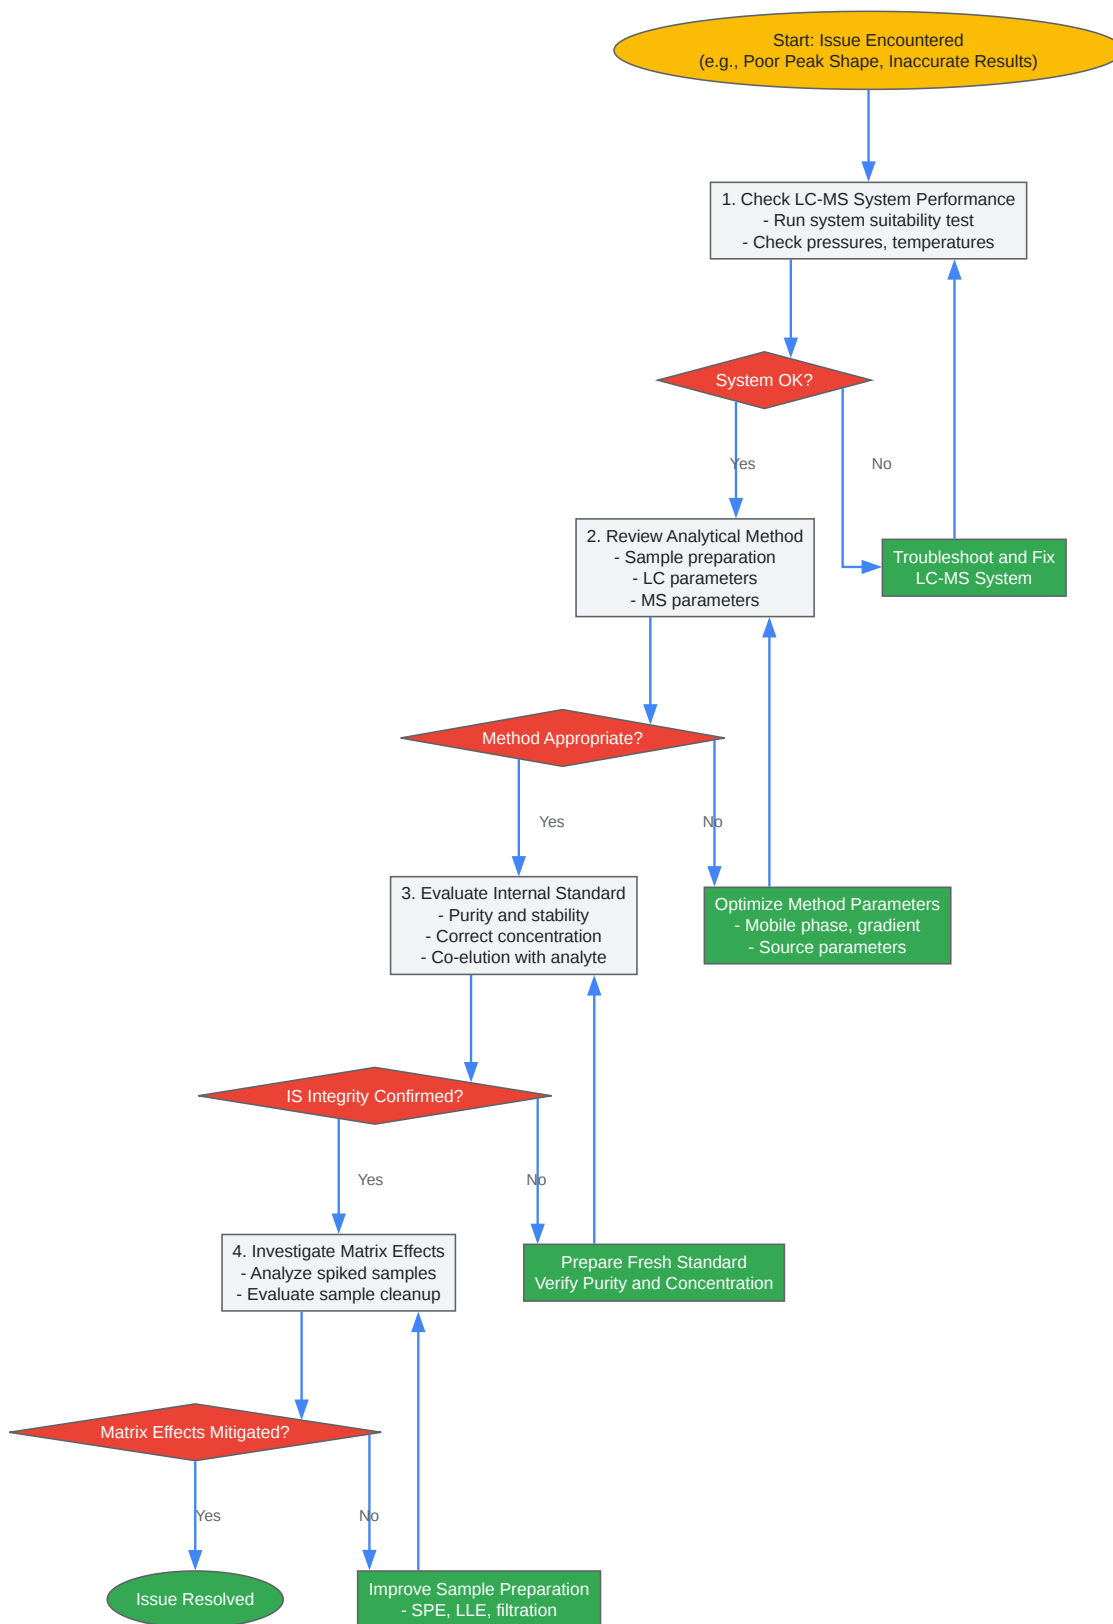 Start: Issue Encountered
(e.g., Poor Peak Shape, Inaccurate Results)
1. Check LC-MS System Performance
- Run system suitability test
- Check pressures, temperatures
System OK?
Yes
No
2. Review Analytical Method
- Sample preparation
- LC parameters
- MS parameters
Troubleshoot and Fix
LC-MS System
Method Appropriate?
Yes
No
3. Evaluate Internal Standard
- Purity and stability
- Correct concentration
- Co-elution with analyte
Optimize Method Parameters
- Mobile phase, gradient
- Source parameters
IS Integrity Confirmed?
Yes
No
4. Investigate Matrix Effects
- Analyze spiked samples
- Evaluate sample cleanup
Prepare Fresh Standard
Verify Purity and Concentration
Matrix Effects Mitigated?
Yes
No
Issue Resolved
Improve Sample Preparation
- SPE, LLE, filtration